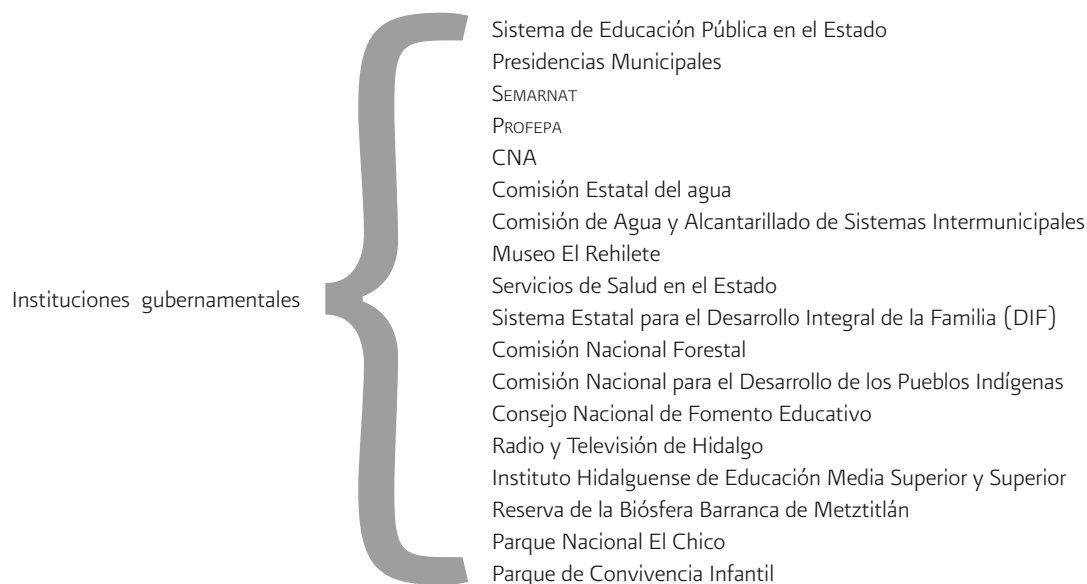 Sistema de Educación Pública en el Estado
Presidencias Municipales
SEMARNAT
PROFEPA
CNA
Comisión Estatal del agua
Comisión de Agua y Alcantarillado de Sistemas Intermunicipales
Museo El Rehilete
Servicios de Salud en el Estado
Instituciones gubernamentales
Sistema Estatal para el Desarrollo Integral de la Familia (DIF)
Comisión Nacional Forestal
Comisión Nacional para el Desarrollo de los Pueblos Indígenas
Consejo Nacional de Fomento Educativo
Radio y Televisión de Hidalgo
Instituto Hidalguense de Educación Media Superior y Superior
Reserva de la Biósfera Barranca de Metztitlán
Parque Nacional El Chico
Parque de Convivencia Infantil